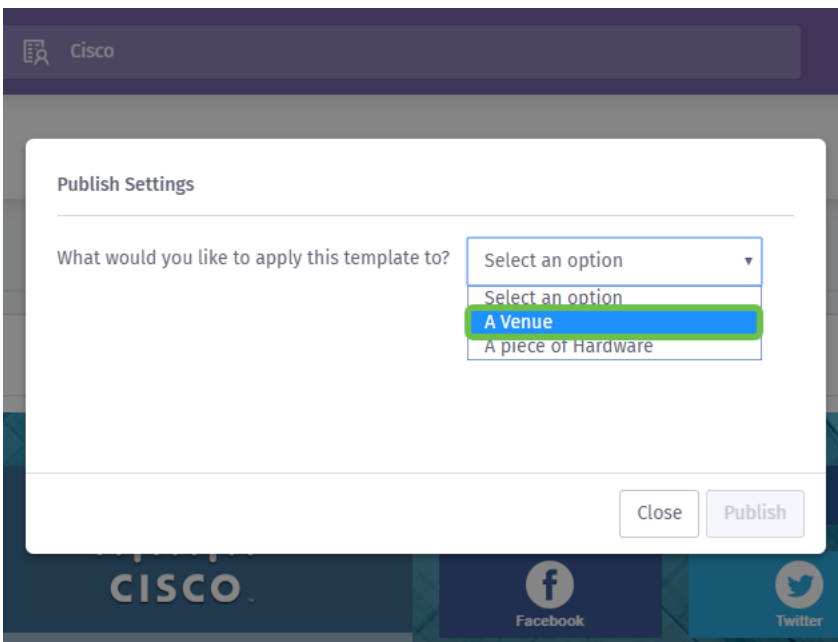 Cisco
Publish Settings
What would you like to apply this template to?
Select an option
Select an option
A Venue
A piece of Hardware
Close
Publish
CISCO
Facebook
Twitter